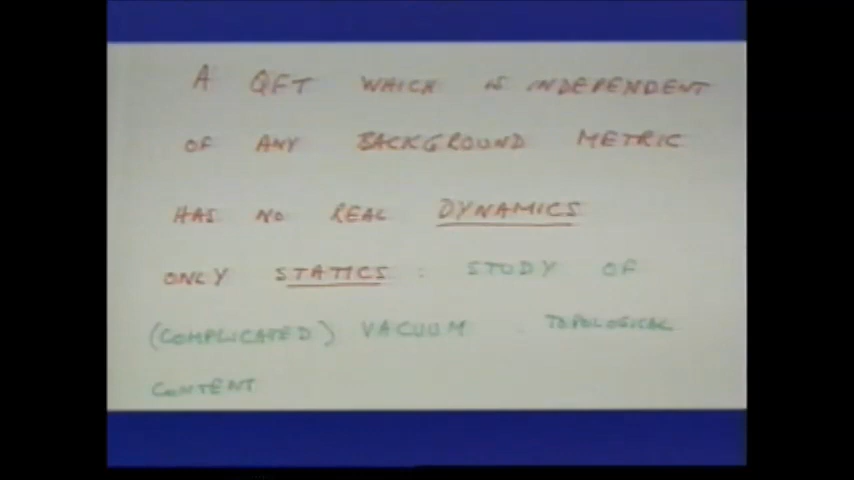 A QFT WHICH IS INDEPENDENT
OF ANY BACKGROUND METRIC
HAS NO REAL DYNAMICS
ONLY STATICS : STUDY OF
(COMPLICATED) VACUUM . TOPOLOGICAL
CONTENT